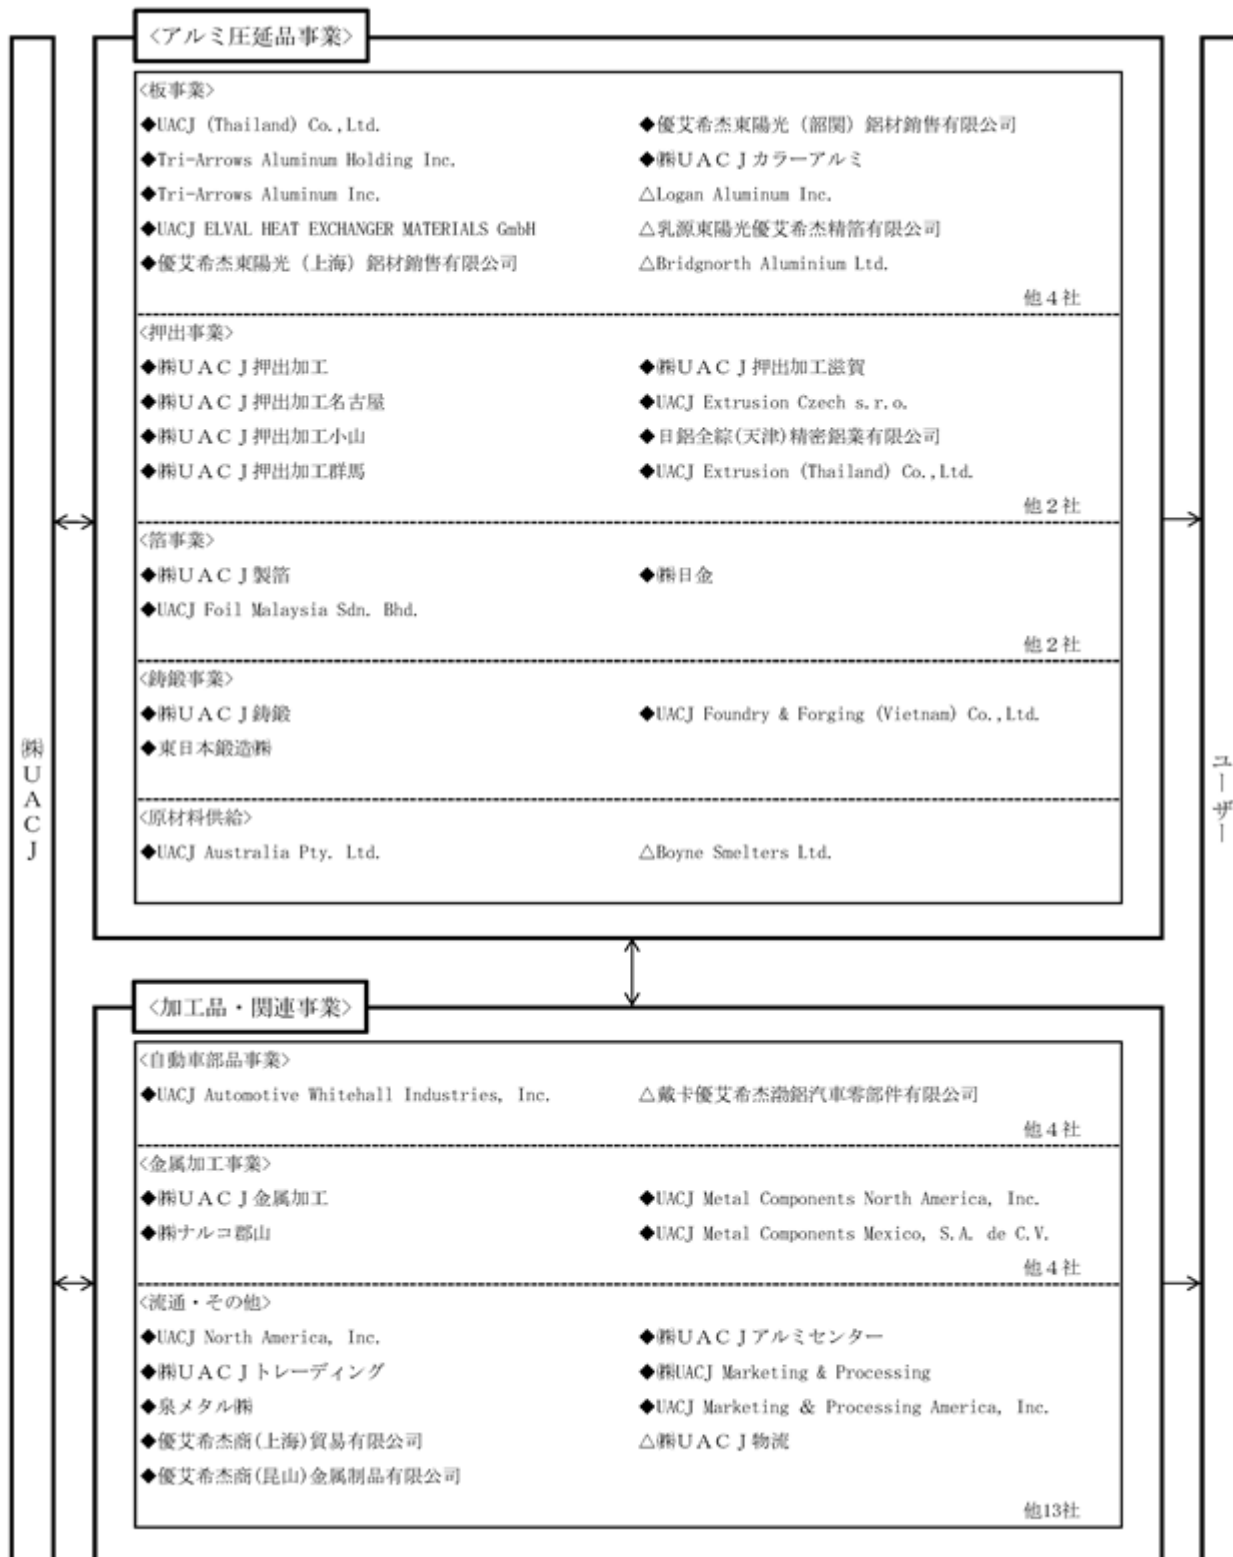 <アルミ圧延品事業>
<板事業>
◆UACJ (Thailand) Co.,Ltd.
◆優艾希杰東陽光（韶関）鋁材銷售有限公司
◆Tri-Arrows Aluminum Holding Inc.
◆㈱ＵＡＣＪカラーアルミ
◆Tri-Arrows Aluminum Inc.
△Logan Aluminum Inc.
◆UACJ ELVAL HEAT EXCHANGER MATERIALS GmbH
△乳源東陽光優艾希杰精箔有限公司
◆優艾希杰東陽光（上海）鋁材銷售有限公司
△Bridgnorth Aluminium Ltd.
他４社
<押出事業>
◆㈱ＵＡＣＪ押出加工
◆㈱ＵＡＣＪ押出加工滋賀
◆㈱ＵＡＣＪ押出加工名古屋
◆UACJ Extrusion Czech s.r.o.
◆㈱ＵＡＣＪ押出加工小山
◆日鋁全綜(天津)精密鋁業有限公司
◆㈱ＵＡＣＪ押出加工群馬
◆UACJ Extrusion (Thailand) Co.,Ltd.
他２社
<箔事業>
◆㈱ＵＡＣＪ製箔
◆㈱日金
◆UACJ Foil Malaysia Sdn. Bhd.
他２社
<鋳鍛事業>
◆㈱ＵＡＣＪ鋳鍛
◆UACJ Foundry & Forging (Vietnam) Co.,Ltd.
◆東日本鍛造㈱
<原材料供給>
◆UACJ Australia Pty. Ltd.
△Boyne Smelters Ltd.
㈱ＵＡＣＪ
ユーザー
<加工品・関連事業>
<自動車部品事業>
◆UACJ Automotive Whitehall Industries, Inc.
△戴卡優艾希杰渤鋁汽車零部件有限公司
他４社
<金属加工事業>
◆㈱ＵＡＣＪ金属加工
◆UACJ Metal Components North America, Inc.
◆㈱ナルコ郡山
◆UACJ Metal Components Mexico, S.A. de C.V.
他４社
<流通・その他>
◆UACJ North America, Inc.
◆㈱ＵＡＣＪアルミセンター
◆㈱ＵＡＣＪトレーディング
◆㈱UACJ Marketing & Processing
◆泉メタル㈱
◆UACJ Marketing & Processing America, Inc.
◆優艾希杰商(上海)貿易有限公司
△㈱ＵＡＣＪ物流
◆優艾希杰商(昆山)金属制品有限公司
他13社